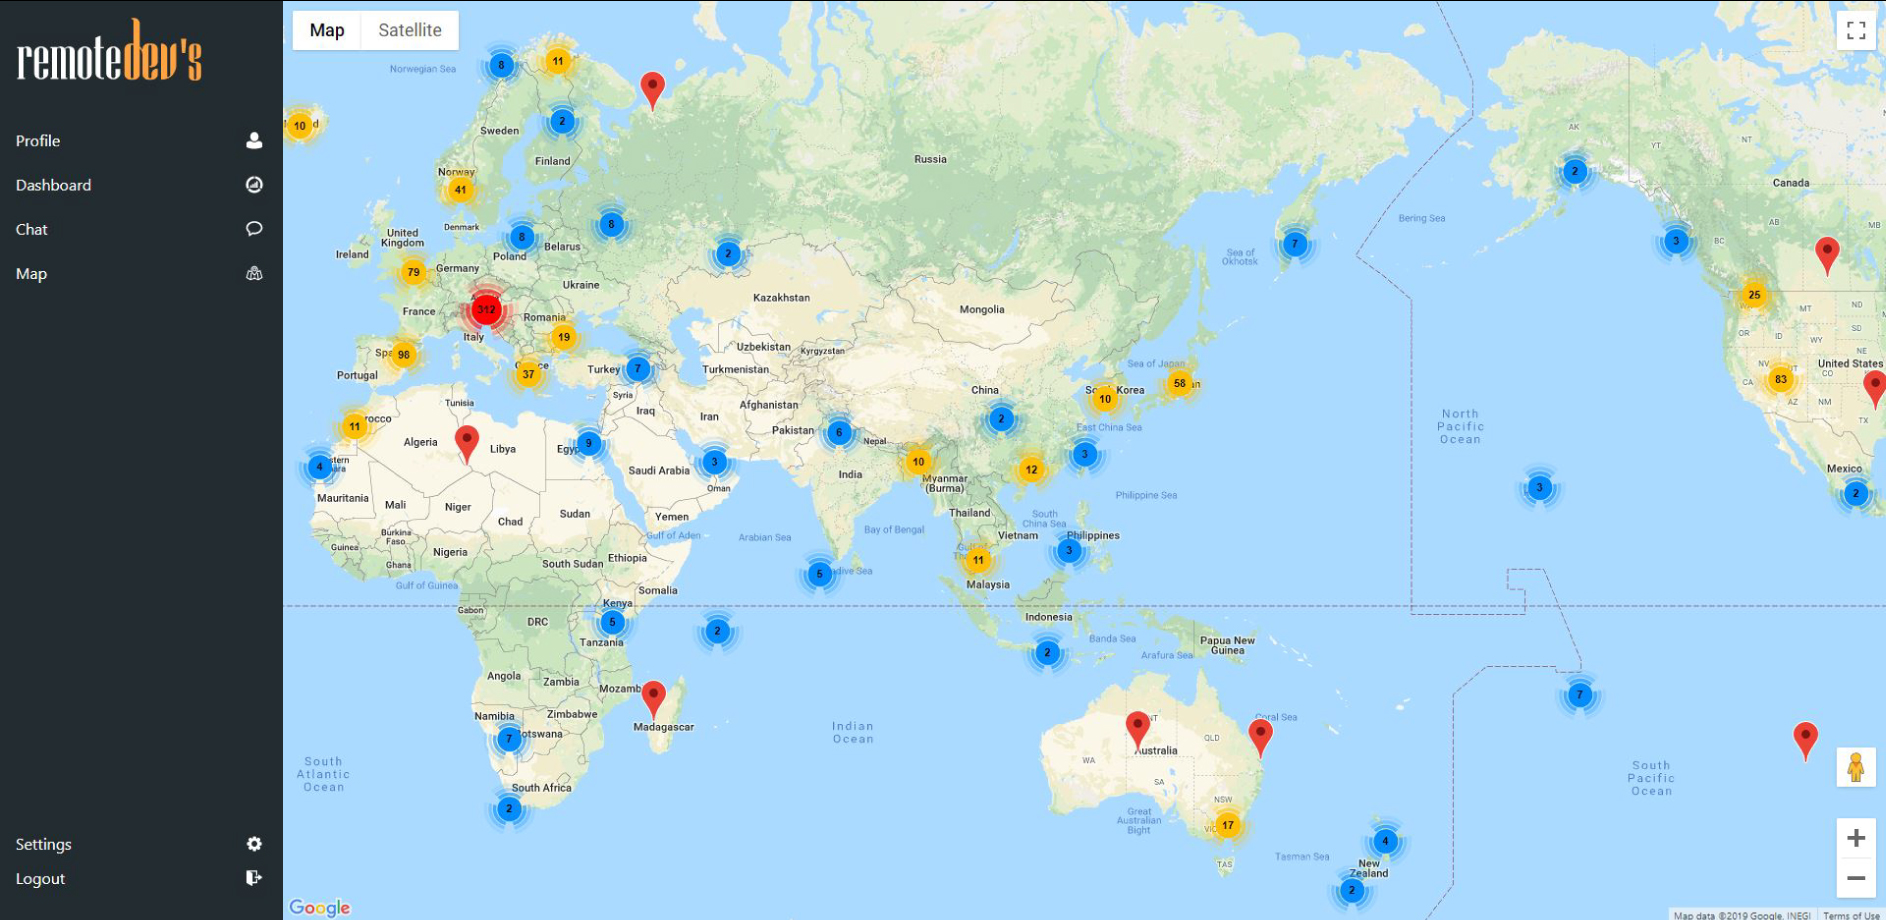 remotedev's
Profile
Dashboard
Chat
Map
Settings
Logout
Map
Satellite
Norwegian Sea
8
11
10
2
Sweden
Finland
Russia
Norway
41
Denmark
United
Kingdom
Ireland
8
8
Belarus
Poland
2
79
Germany
Ukraine
Kazakhstan
Mongolia
France
312
Romania
19
Italy
98
Portugal
37
Turkey
7
Uzbekistan
Kyrgyzstan
Turkmenistan
Syria
Iraq
Iran
Afghanistan
Pakistan
China
2
10
Korea
58
Sea of Japan
East China Sea
Tunisia
11
Algeria
Libya
9
4
3
6
Nepal
10
12
3
India
Saudi Arabia
Oman
Myanmar
(Burma)
Philippine Sea
Mauritania
Mali
Niger
Chad
Sudan
Yemen
Thailand
South
China Sea
Gulf of Aden
Arabian Sea
Bay of Bengal
Vietnam
Philippines
3
Burkina
Faso
Guinea
Ghana
Nigeria
South Sudan
Ethiopia
5
11
Malaysia
Gulf of Guinea
Somalia
Gabon
DRC
Kenya
5
Tanzania
2
Indonesia
2
Banda Sea
Arafura Sea
Papua New
Guinea
Angola
Zambia
Namibia
Zimbabwe
Madagascar
7
South Africa
2
South
Atlantic
Ocean
Indian
Ocean
Coral Sea
NT
QLD
Australia
WA
SA
NSW
VIC
17
TAS
Great
Australian
Bight
Tasman Sea
4
New
Zealand
2
7
Sea of
Okhotsk
Bering Sea
AK
2
YT
NT
Canada
3
BC
AB
MB
25
MT
ND
OR
ID
SD
WY
NV
NE
United States
CO
CA
83
AZ
NM
TX
North
Pacific
Ocean
3
Mexico
2
7
South
Pacific
Ocean
Google
Map data ©2019 Google, INEGI
Terms of Use